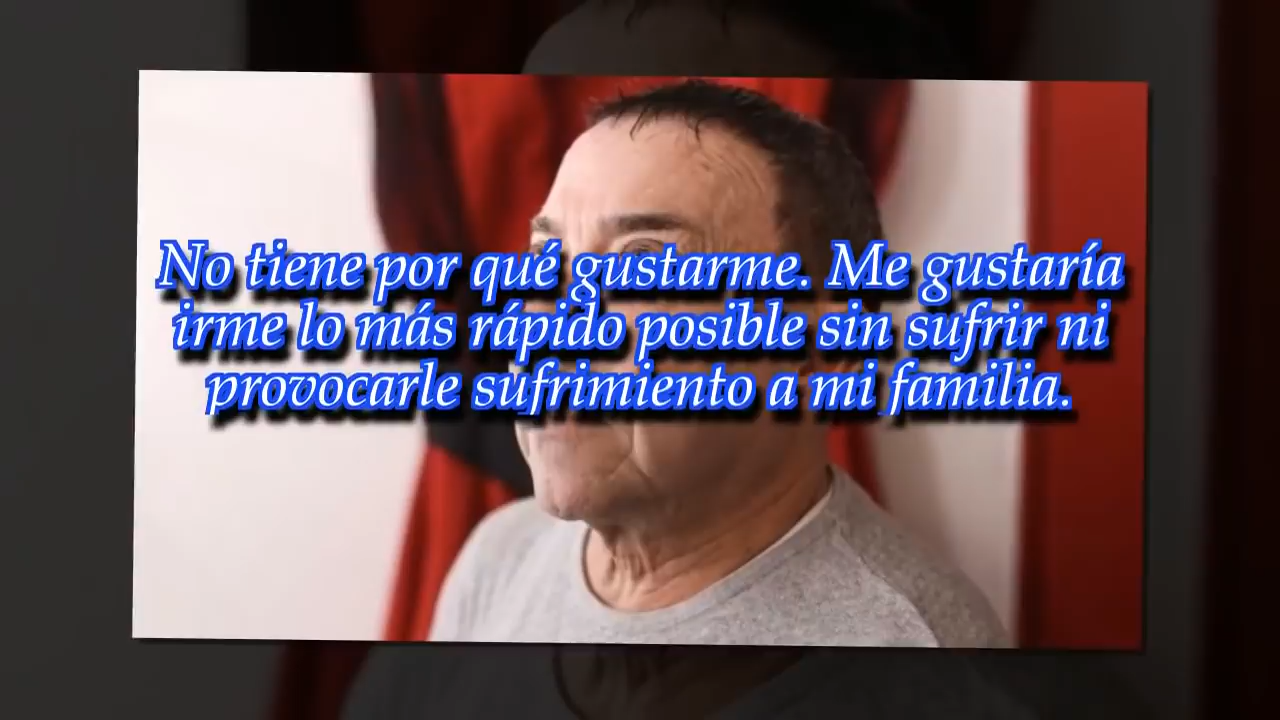 No tiene por qué gustarme. Me gustaría
irme lo más rápido posible sin sufrir ni
provocarle sufrimiento a mi familia.